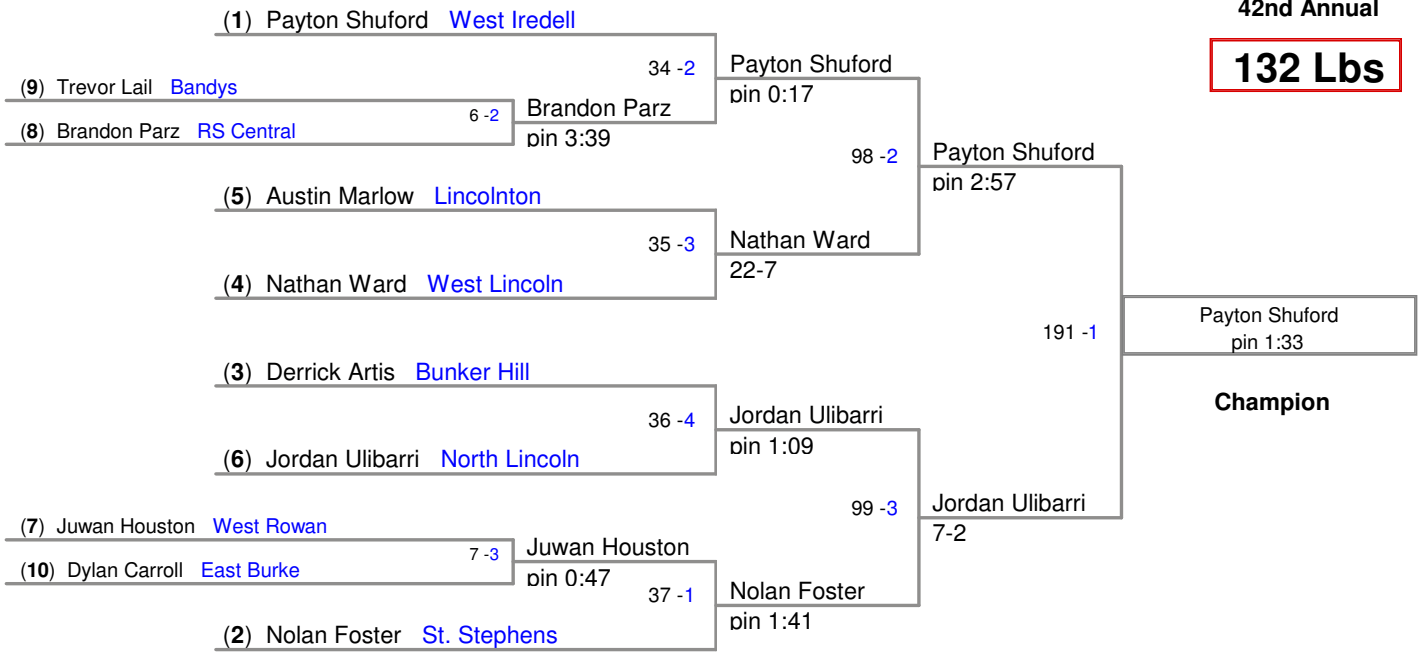 42nd Annual
132 Lbs
(1) Payton Shuford West Iredell
34 -2
Payton Shuford
pin 0:17
(9) Trevor Lail Bandys
6 -2
Brandon Parz
pin 3:39
(8) Brandon Parz RS Central
98 -2
Payton Shuford
pin 2:57
(5) Austin Marlow Lincolnton
35 -3
Nathan Ward
22-7
(4) Nathan Ward West Lincoln
191 -1
Payton Shuford
pin 1:33
Champion
(3) Derrick Artis Bunker Hill
36 -4
Jordan Ulibarri
pin 1:09
(6) Jordan Ulibarri North Lincoln
99 -3
Jordan Ulibarri
7-2
(7) Juwan Houston West Rowan
7 -3
Juwan Houston
pin 0:47
(10) Dylan Carroll East Burke
37 -1
Nolan Foster
pin 1:41
(2) Nolan Foster St. Stephens